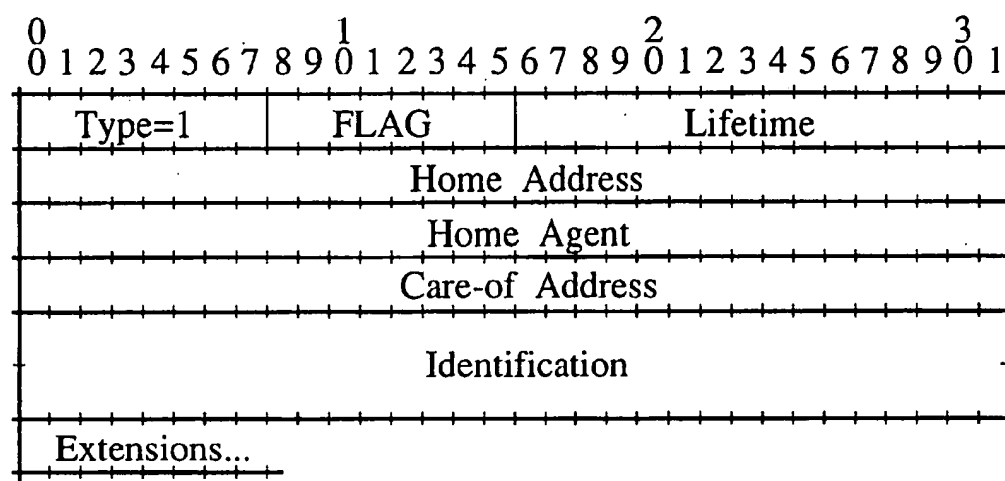 0 1 2 3
0 1 2 3 4 5 6 7 8 9 0 1 2 3 4 5 6 7 8 9 0 1 2 3 4 5 6 7 8 9 0 1
Type=1 FLAG Lifetime
Home Address
Home Agent
Care-of Address
Identification
Extensions...